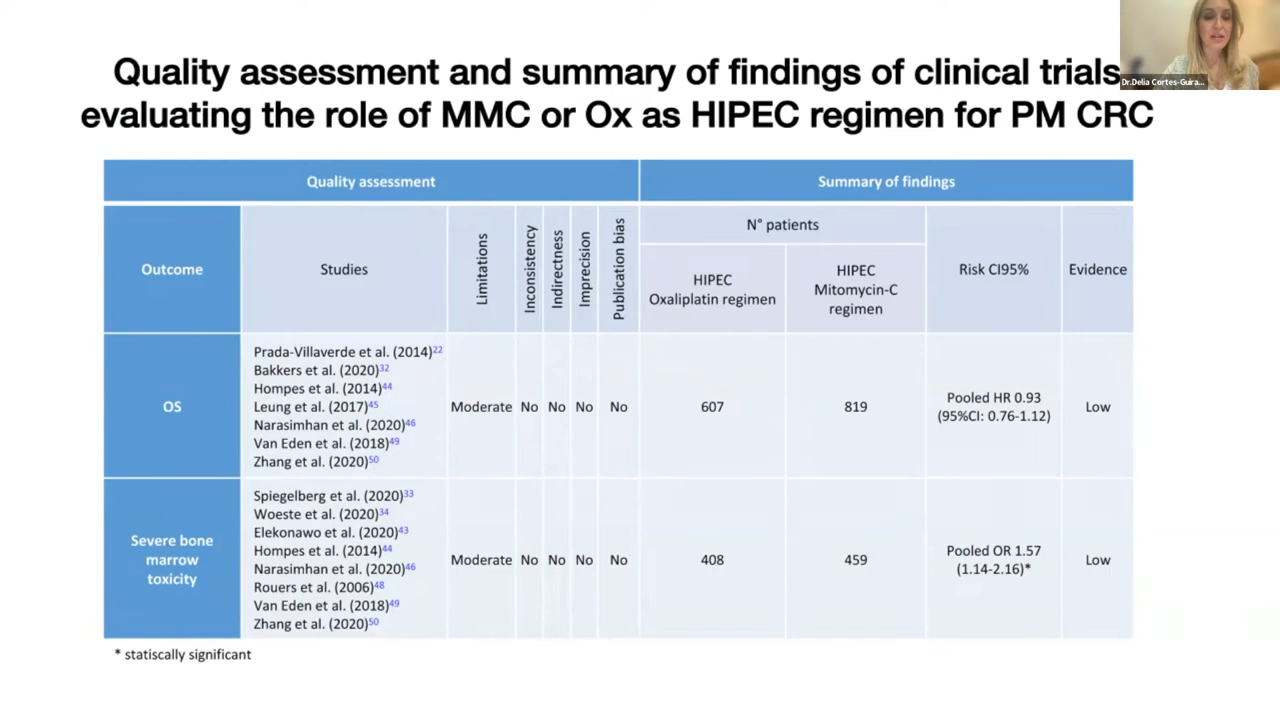 Quality assessment and summary of findings of clinical trials
evaluating the role of MMC or Ox as HIPEC regimen for PM CRC
Dr.Delia Cortes-Guira...
Quality assessment
Summary of findings
Outcome
Studies
Limitations
Inconsistency
Indirectness
Imprecision
Publication bias
N° patients
HIPEC
Oxaliplatin regimen
HIPEC
Mitomycin-C
regimen
Risk CI95%
Evidence
OS
Prada-Villaverde et al. (2014)22
Bakkers et al. (2020)32
Hompes et al. (2014)44
Leung et al. (2017)45
Narasimhan et al. (2020)46
Van Eden et al. (2018)49
Zhang et al. (2020)50
Moderate
No
No
No
No
607
819
Pooled HR 0.93
(95%CI: 0.76-1.12)
Low
Severe bone
marrow
toxicity
Spiegelberg et al. (2020)33
Woeste et al. (2020)34
Elekonawo et al. (2020)43
Hompes et al. (2014)44
Narasimhan et al. (2020)46
Rouers et al. (2006)48
Van Eden et al. (2018)49
Zhang et al. (2020)50
Moderate
No
No
No
No
408
459
Pooled OR 1.57
(1.14-2.16)*
Low
* statiscally significant